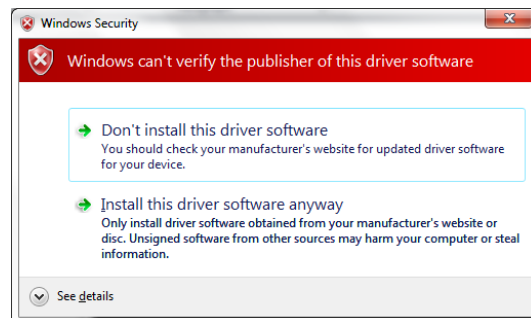 Windows Security
Windows can't verify the publisher of this driver software
Don't install this driver software
You should check your manufacturer's website for updated driver software
for your device.
Install this driver software anyway
Only install driver software obtained from your manufacturer's website or
disc. Unsigned software from other sources may harm your computer or steal
information.
See details